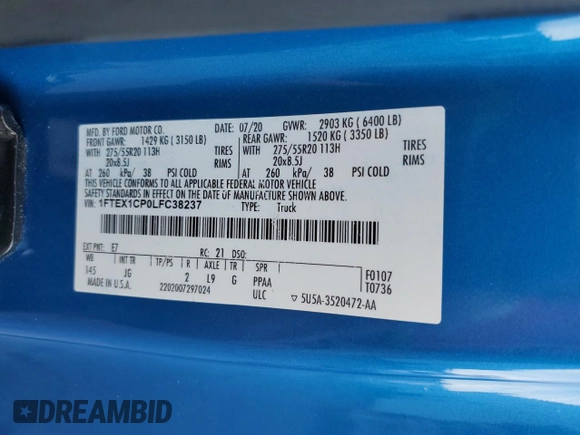 MFD. BY FORD MOTOR CO. DATE: 07/20 GVWR: 2903 KG ( 6400 LB)
FRONT GAWR: 1429 KG ( 3150 LB) REAR GAWR: 1520 KG ( 3350 LB)
WITH 275/55R20 113H TIRES WITH 275/55R20 113H TIRES
20x8.5J RIMS 20x8.5J RIMS
AT 260 kPa/ 38 PSI COLD AT 260 kPa/ 38 PSI COLD
THIS VEHICLE CONFORMS TO ALL APPLICABLE FEDERAL MOTOR VEHICLE
SAFETY STANDARDS IN EFFECT ON THE DATE OF MANUFACTURE SHOWN ABOVE.
VIN: 1FTEX1CP0LFC38237 TYPE: Truck
EXT PNT: E7 RC: 21 DSO:
WB INT TR TP/PS R AXLE TR SPR F0107
145 JG 2 L9 G PPAA T0736
MADE IN U.S.A. 2202007297024 ULC ▽ 5U5A-3520472-AA
DREAMBID